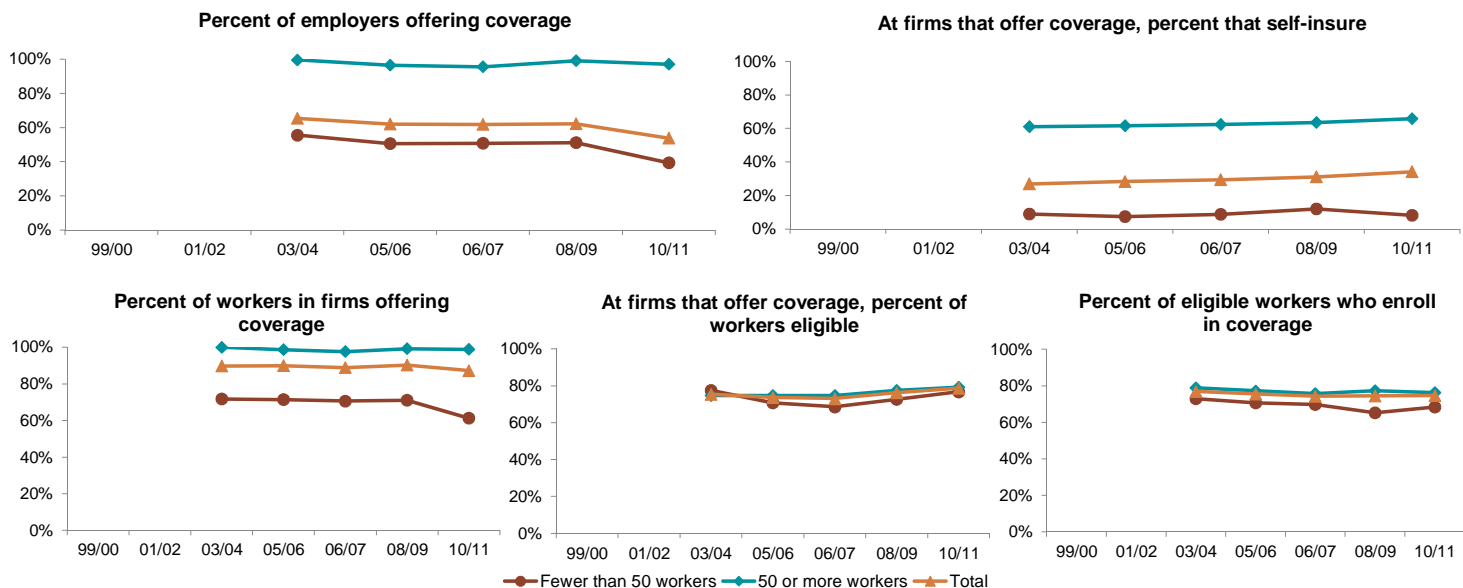 Percent of employers offering coverage
100%
80%
60%
40%
20%
0%
99/00 01/02 03/04 05/06 06/07 08/09 10/11
At firms that offer coverage, percent that self-insure
100%
80%
60%
40%
20%
0%
99/00 01/02 03/04 05/06 06/07 08/09 10/11
Percent of workers in firms offering
coverage
100%
80%
60%
40%
20%
0%
99/00 01/02 03/04 05/06 06/07 08/09 10/11
At firms that offer coverage, percent of
workers eligible
100%
80%
60%
40%
20%
0%
99/00 01/02 03/04 05/06 06/07 08/09 10/11
Percent of eligible workers who enroll
in coverage
100%
80%
60%
40%
20%
0%
99/00 01/02 03/04 05/06 06/07 08/09 10/11
Fewer than 50 workers 50 or more workers Total